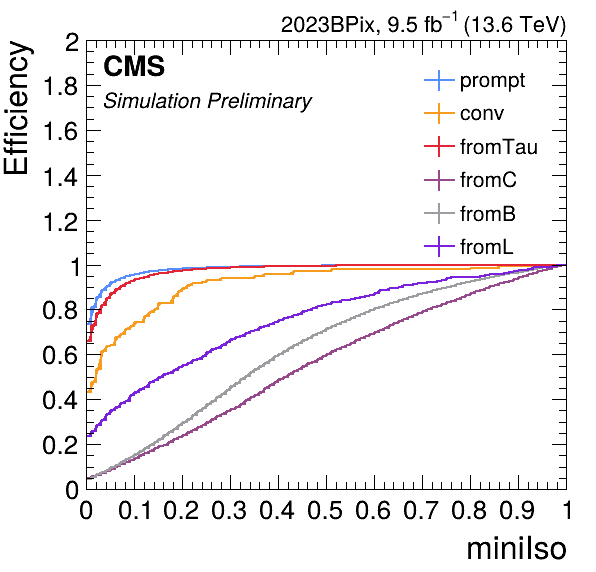 2023BPix, 9.5 fb⁻¹ (13.6 TeV)
CMS
Simulation Preliminary
prompt
conv
fromTau
fromC
fromB
fromL
Efficiency
2
1.8
1.6
1.4
1.2
1
0.8
0.6
0.4
0.2
0
0 0.1 0.2 0.3 0.4 0.5 0.6 0.7 0.8 0.9 1
miniIso